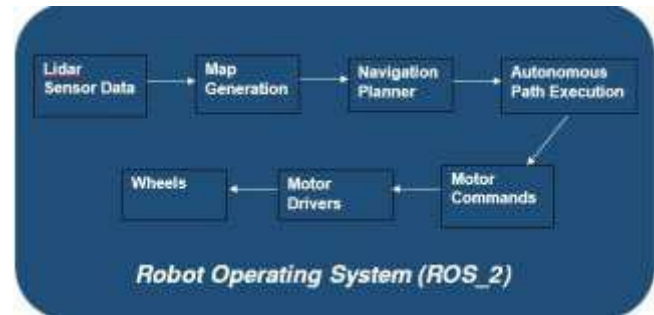 Lidar
Sensor Data
Map
Generation
Navigation
Planner
Autonomous
Path Execution
Wheels
Motor
Drivers
Motor
Commands
Robot Operating System (ROS_2)